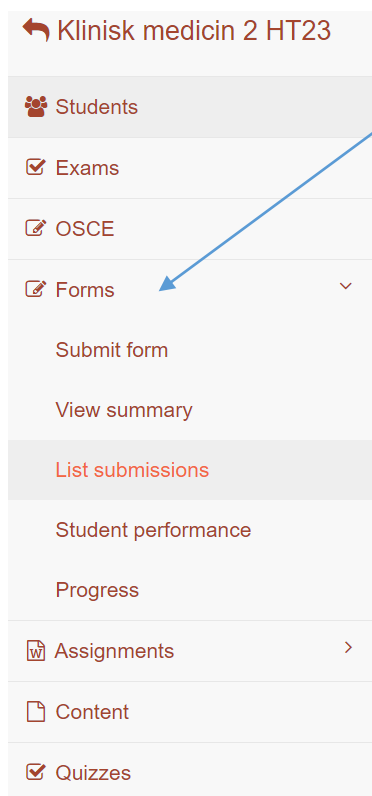 Klinisk medicin 2 HT23
Students
Exams
OSCE
Forms
Submit form
View summary
List submissions
Student performance
Progress
Assignments
Content
Quizzes